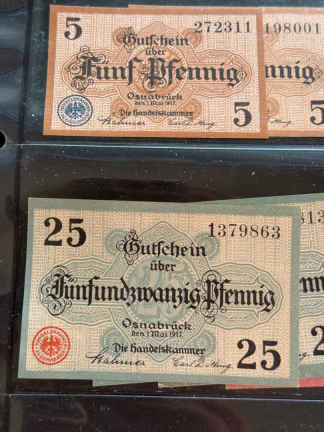 5 272311
Gutschein
über
Fünf Pfennig
Osnabrück
den 1. Mai 1917.
Die Handelskammer
5
198001
nnig
5
25 1379863
Gutschein
über
Fünfundzwanzig Pfennig
Osnabrück
den 1. Mai 1917.
Die Handelskammer
25
nnig